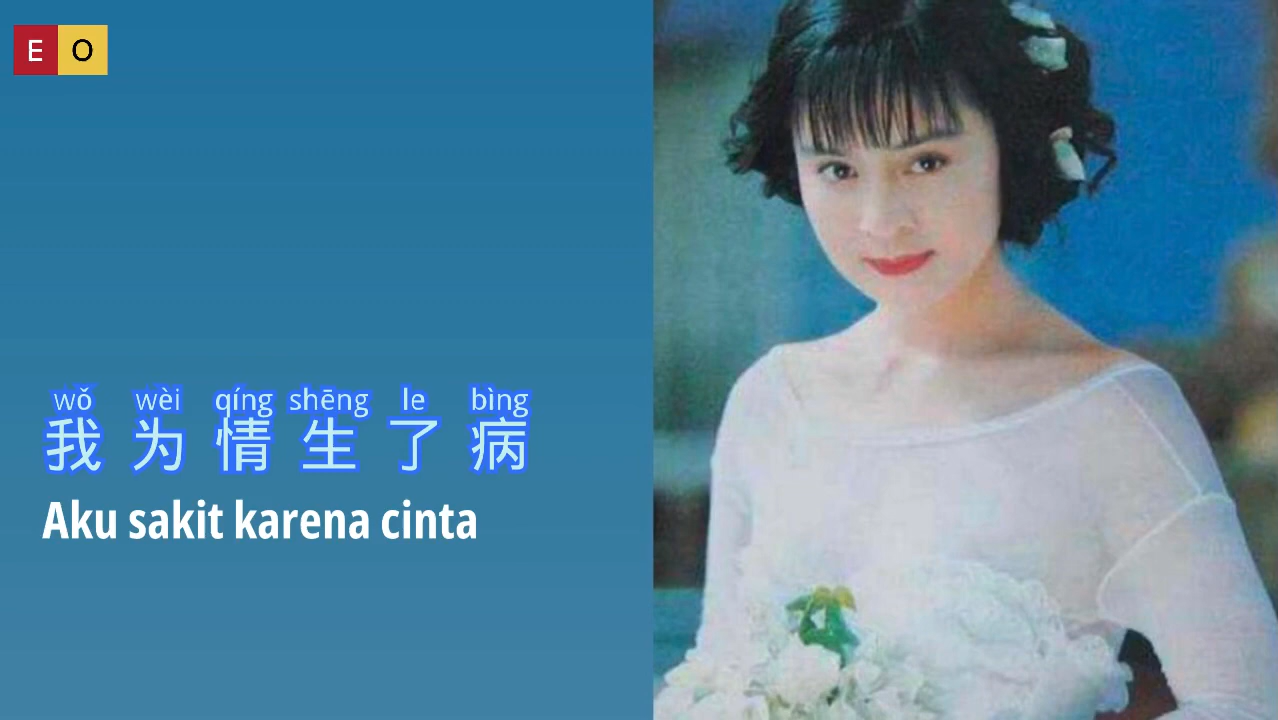 E O
wǒ wèi qíng shēng le bìng
我 为 情 生 了 病
Aku sakit karena cinta